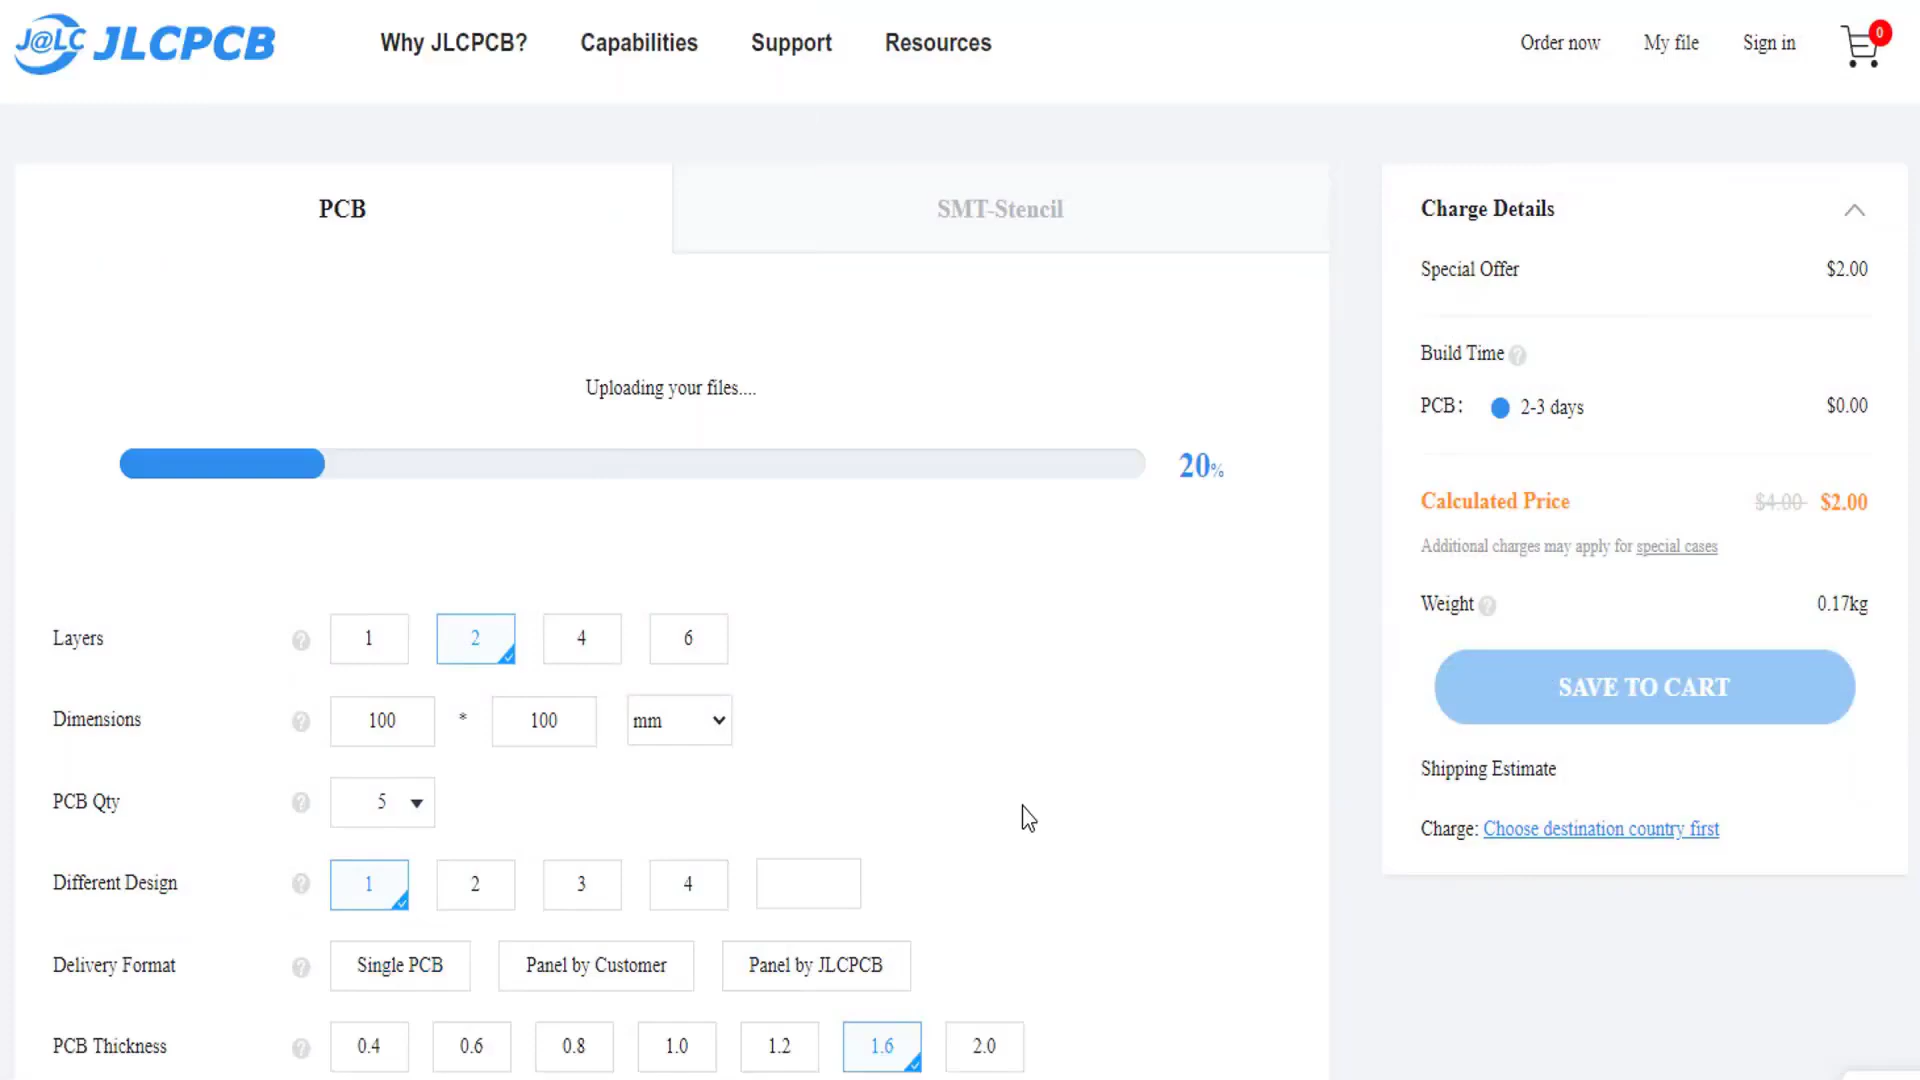 J@LC JLCPCB Why JLCPCB? Capabilities Support Resources Order now My file Sign in 0
PCB SMT-Stencil
Uploading your files....
20%
Layers ? 1 2 4 6
Dimensions ? 100 * 100 mm
PCB Qty ? 5
Different Design ? 1 2 3 4
Delivery Format ? Single PCB Panel by Customer Panel by JLCPCB
PCB Thickness ? 0.4 0.6 0.8 1.0 1.2 1.6 2.0
Charge Details
Special Offer $2.00
Build Time ?
PCB: 2-3 days $0.00
Calculated Price $4.00 $2.00
Additional charges may apply for special cases
Weight ? 0.17kg
SAVE TO CART
Shipping Estimate
Charge: Choose destination country first